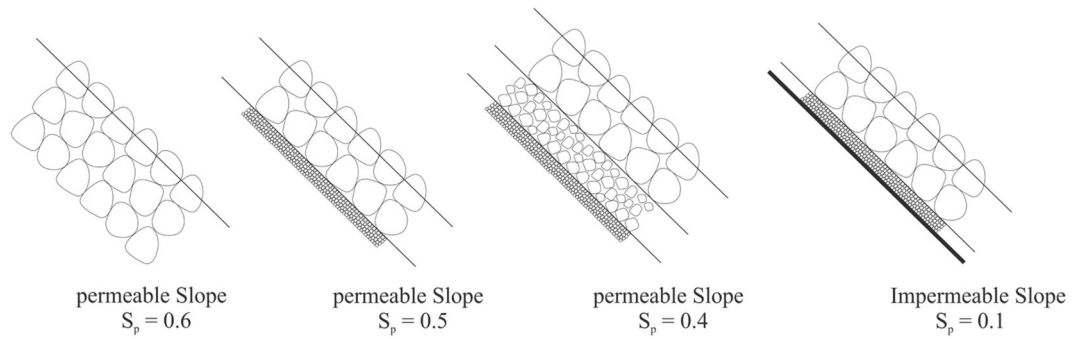 permeable Slope
Sₚ = 0.6
permeable Slope
Sₚ = 0.5
permeable Slope
Sₚ = 0.4
Impermeable Slope
Sₚ = 0.1